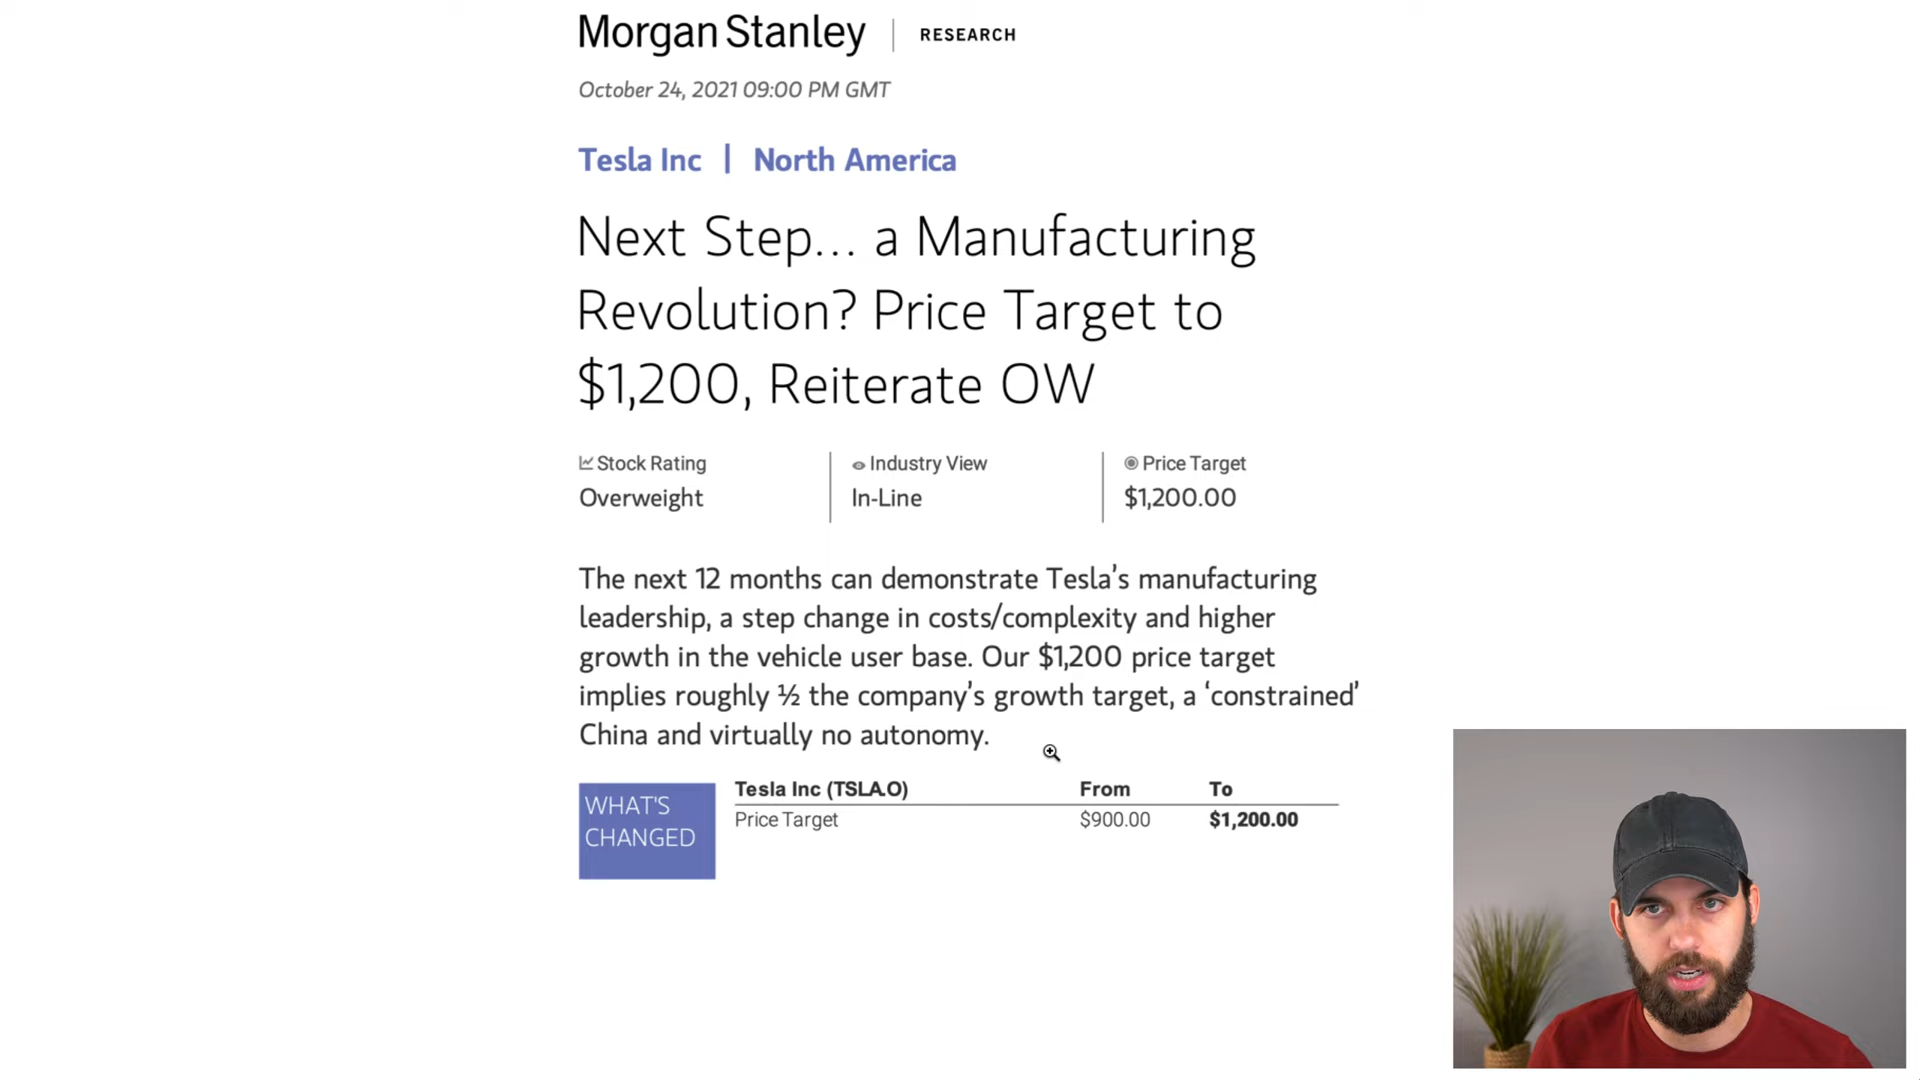 Morgan Stanley | RESEARCH
October 24, 2021 09:00 PM GMT
Tesla Inc | North America
Next Step... a Manufacturing
Revolution? Price Target to
$1,200, Reiterate OW
Stock Rating
Overweight
Industry View
In-Line
Price Target
$1,200.00
The next 12 months can demonstrate Tesla's manufacturing
leadership, a step change in costs/complexity and higher
growth in the vehicle user base. Our $1,200 price target
implies roughly ½ the company's growth target, a ‘constrained’
China and virtually no autonomy.
WHAT'S
CHANGED
Tesla Inc (TSLA.O) From To
Price Target $900.00 $1,200.00